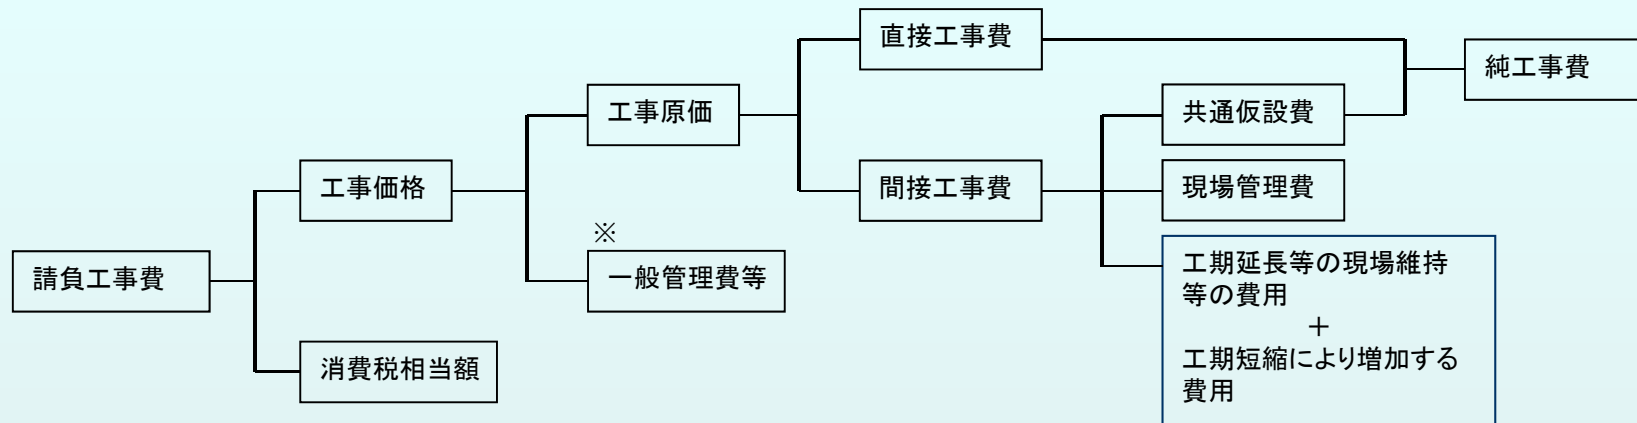 直接工事費
純工事費
工事原価
共通仮設費
工事価格
間接工事費
現場管理費
※
一般管理費等
請負工事費
工期延長等の現場維持
等の費用
＋
工期短縮により増加する
費用
消費税相当額